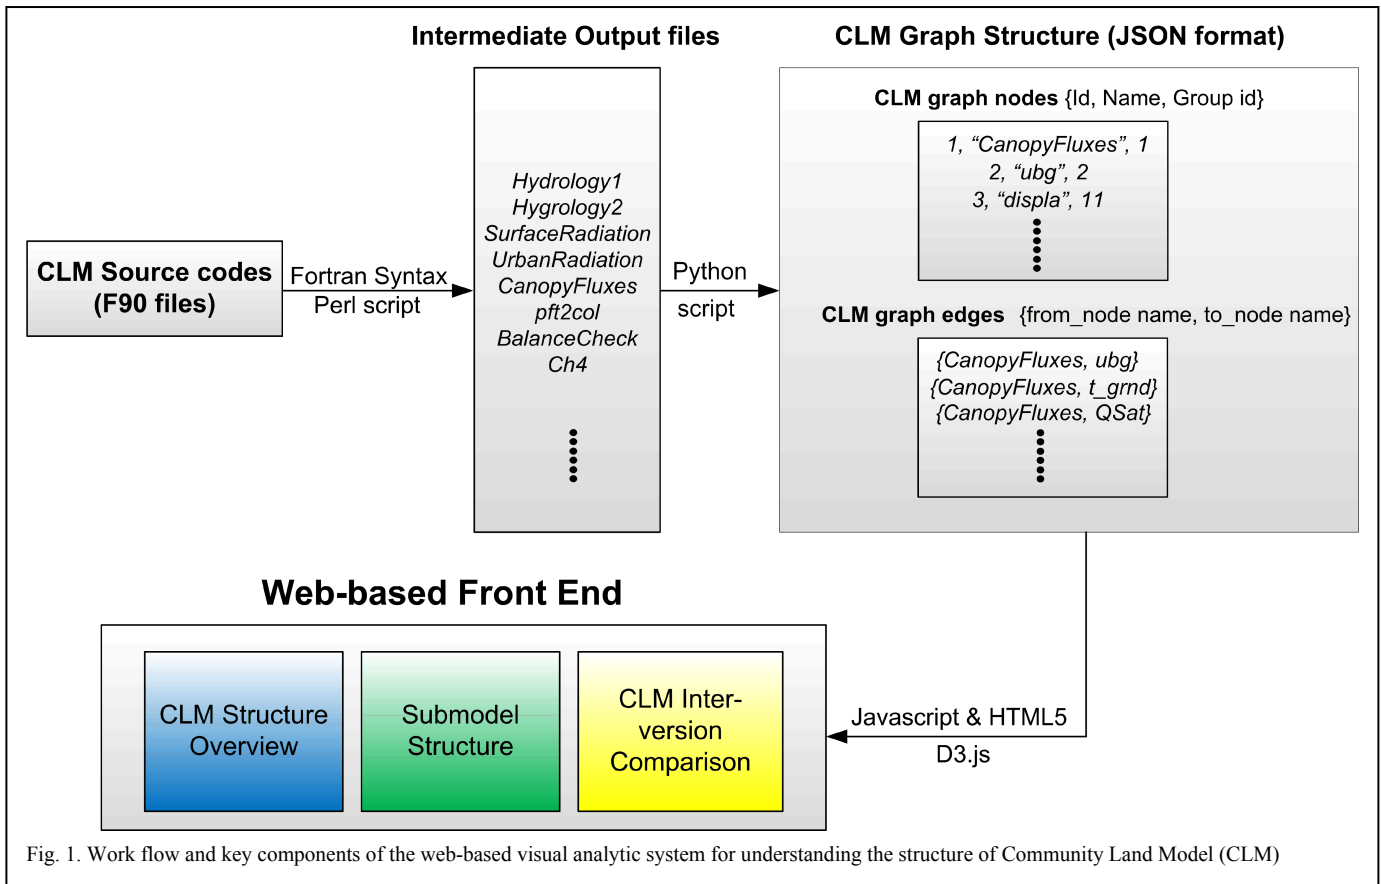 Intermediate Output files
CLM Graph Structure (JSON format)
CLM Source codes
(F90 files)
Fortran Syntax
Perl script
Hydrology1
Hygrology2
SurfaceRadiation
UrbanRadiation
CanopyFluxes
pft2col
BalanceCheck
Ch4
Python
script
CLM graph nodes {Id, Name, Group id}
1, “CanopyFluxes”, 1
2, “ubg”, 2
3, “displa”, 11
CLM graph edges {from_node name, to_node name}
{CanopyFluxes, ubg}
{CanopyFluxes, t_grnd}
{CanopyFluxes, QSat}
Javascript & HTML5
D3.js
Web-based Front End
CLM Structure
Overview
Submodel
Structure
CLM Inter-
version
Comparison
Fig. 1. Work flow and key components of the web-based visual analytic system for understanding the structure of Community Land Model (CLM)